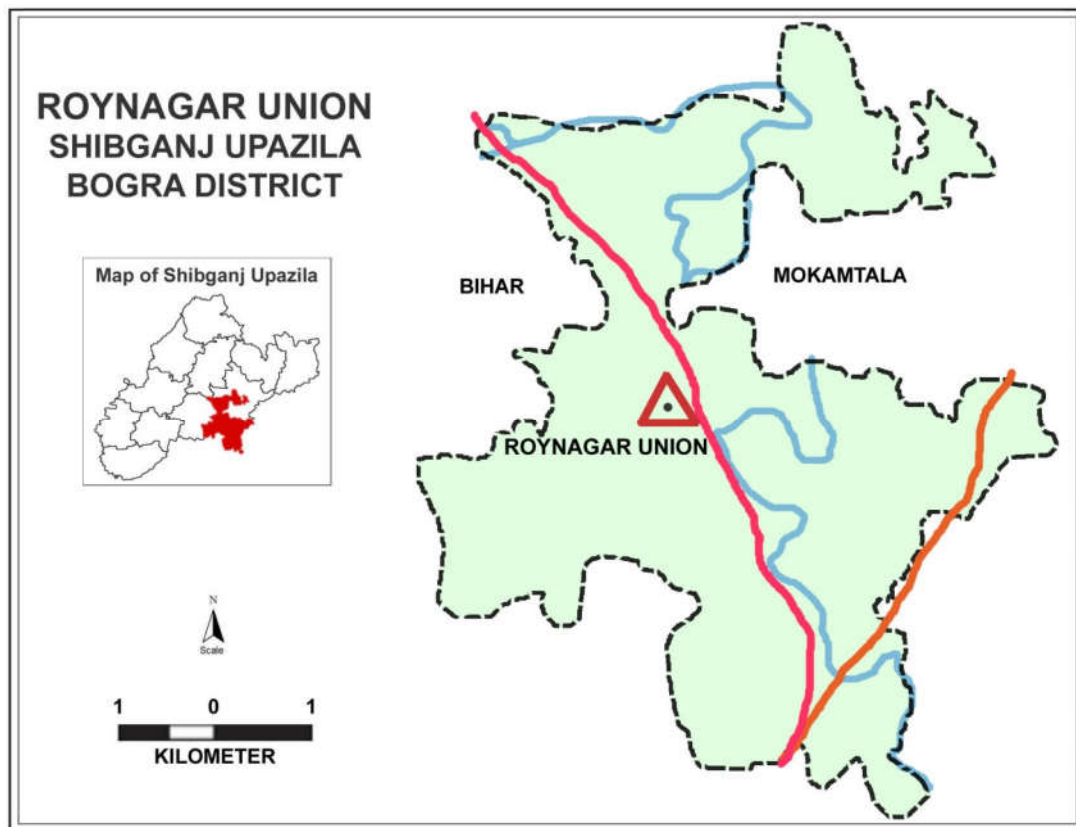 ROYNAGAR UNION
SHIBGANJ UPAZILA
BOGRA DISTRICT
Map of Shibganj Upazila
BIHAR
MOKAMTALA
ROYNAGAR UNION
N
Scale
1 0 1
KILOMETER